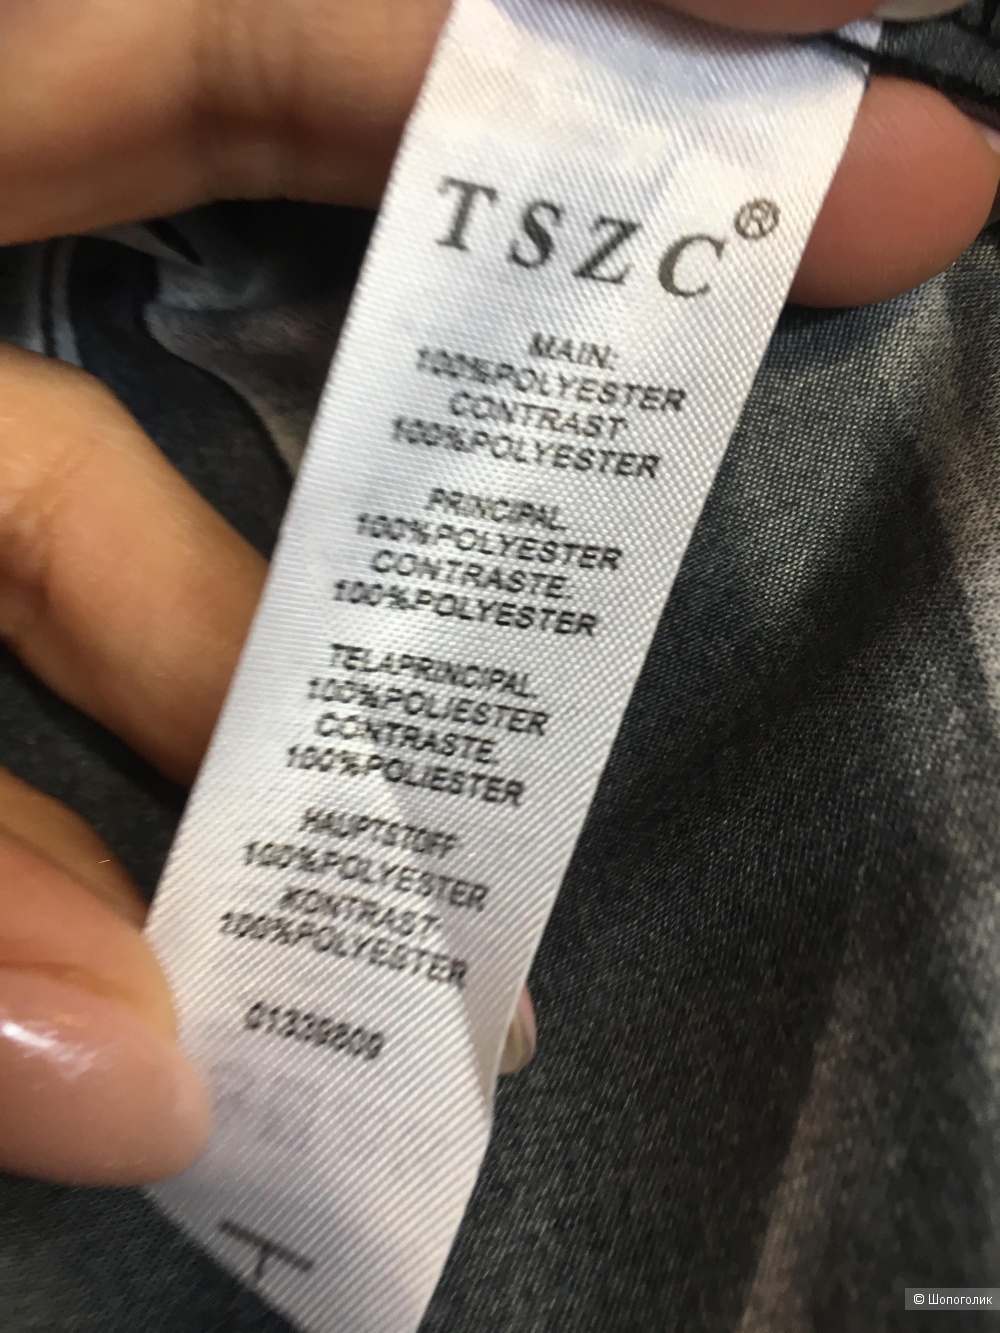 TSZC®
MAIN:
100%POLYESTER
CONTRAST
100%POLYESTER
PRINCIPAL.
100%POLYESTER
CONTRASTE.
100%POLYESTER
TELAPRINCIPAL.
100%POLIESTER
CONTRASTE.
100%POLIESTER
HAUPTSTOFF
100%POLYESTER
KONTRAST.
100%POLYESTER
01339809
© Шопоголик